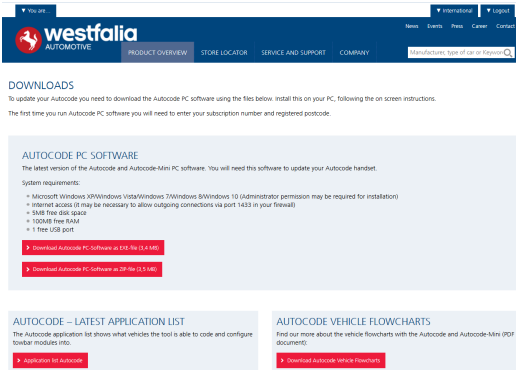 ▼ You are...
▼ International
▼ Logout
News Events Press Career Contact
westfalia
AUTOMOTIVE
PRODUCT OVERVIEW STORE LOCATOR SERVICE AND SUPPORT COMPANY
Manufacturer, type of car or Keyword
DOWNLOADS
To update your Autocode you need to download the Autocode PC software using the files below. Install this on your PC, following the on screen instructions.
The first time you run Autocode PC software you will need to enter your subscription number and registered postcode.
AUTOCODE PC SOFTWARE
The latest version of the Autocode and Autocode-Mini PC software. You will need this software to update your Autocode handset.
System requirements:
Microsoft Windows XP/Windows Vista/Windows 7/Windows 8/Windows 10 (Administrator permission may be required for installation)
Internet access (it may be necessary to allow outgoing connections via port 1433 in your firewall)
5MB free disk space
100MB free RAM
1 free USB port
> Download Autocode PC-Software as EXE-file (3,4 MB)
> Download Autocode PC-Software as ZIP-file (2,5 MB)
AUTOCODE – LATEST APPLICATION LIST
The Autocode application list shows what vehicles the tool is able to code and configure
towbar modules into.
> Application list Autocode
AUTOCODE VEHICLE FLOWCHARTS
Find our more about the vehicle flowcharts with the Autocode and Autocode-Mini (PDF
document):
> Download Autocode Vehicle Flowcharts